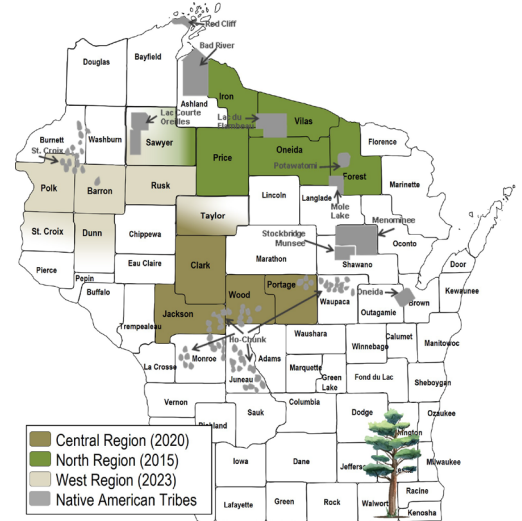 Red Cliff
Bayfield
Bad River
Douglas
Ashland
Iron
Lac Courte
Oreilles
Lac du
Flambeau
Vilas
Burnett
Washburn
Sawyer
Florence
St. Croix
Price
Oneida
Potawatomi
Forest
Polk
Barron
Rusk
Marinette
Lincoln
Langlade
Mole
Lake
Taylor
Menominee
St. Croix
Dunn
Chippewa
Stockbridge
Munsee
Oconto
Marathon
Shawano
Pierce
Eau Claire
Clark
Door
Pepin
Buffalo
Wood
Portage
Waupaca
Oneida
Brown
Kewaunee
Outagamie
Jackson
Trempealeau
Waushara
Calumet
Manitowoc
Winnebago
Ho-Chunk
Monroe
Adams
La Crosse
Marquette
Green
Lake
Fond du Lac
Sheboygan
Juneau
Vernon
Columbia
Sauk
Dodge
Ozaukee
Central Region (2020)
North Region (2015)
West Region (2023)
Native American Tribes
Iowa
Dane
Milwaukee
Racine
Lafayette
Green
Rock
Kenosha